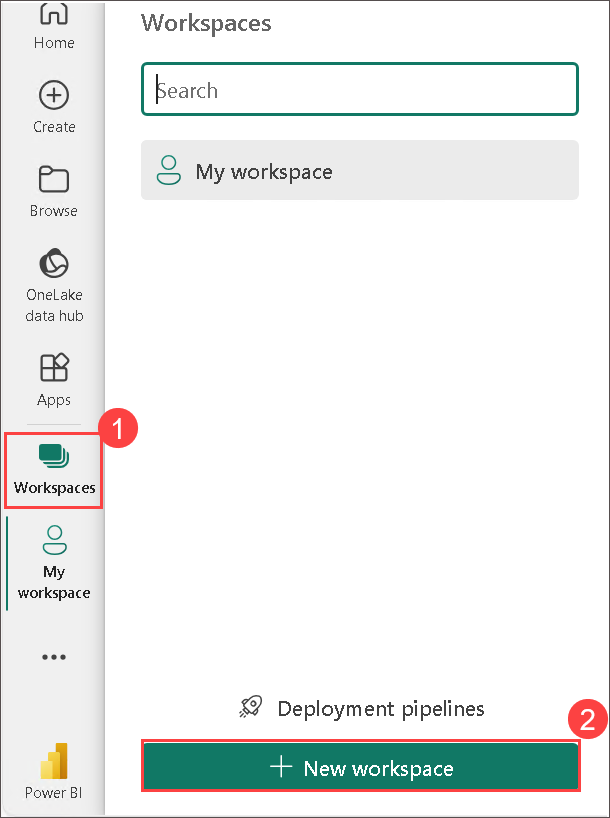 Home
Create
Browse
OneLake
data hub
Apps
1
Workspaces
My
workspace
Power BI
Workspaces
Search
My workspace
Deployment pipelines
2
New workspace